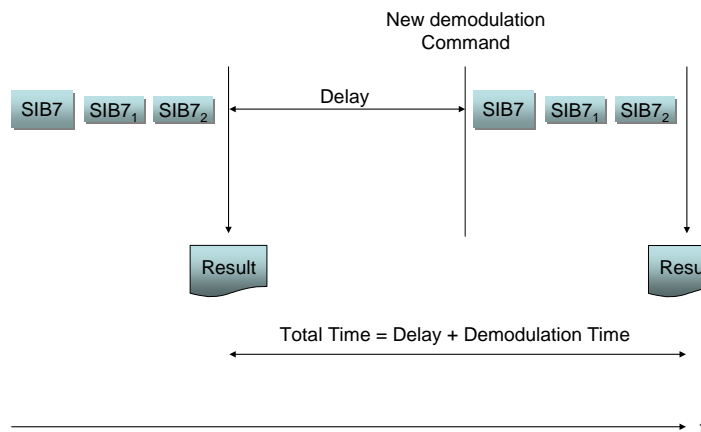 New demodulation
Command
Delay
SIB7 SIB7₁ SIB7₂ SIB7 SIB7₁ SIB7₂
Result
Total Time = Delay + Demodulation Time